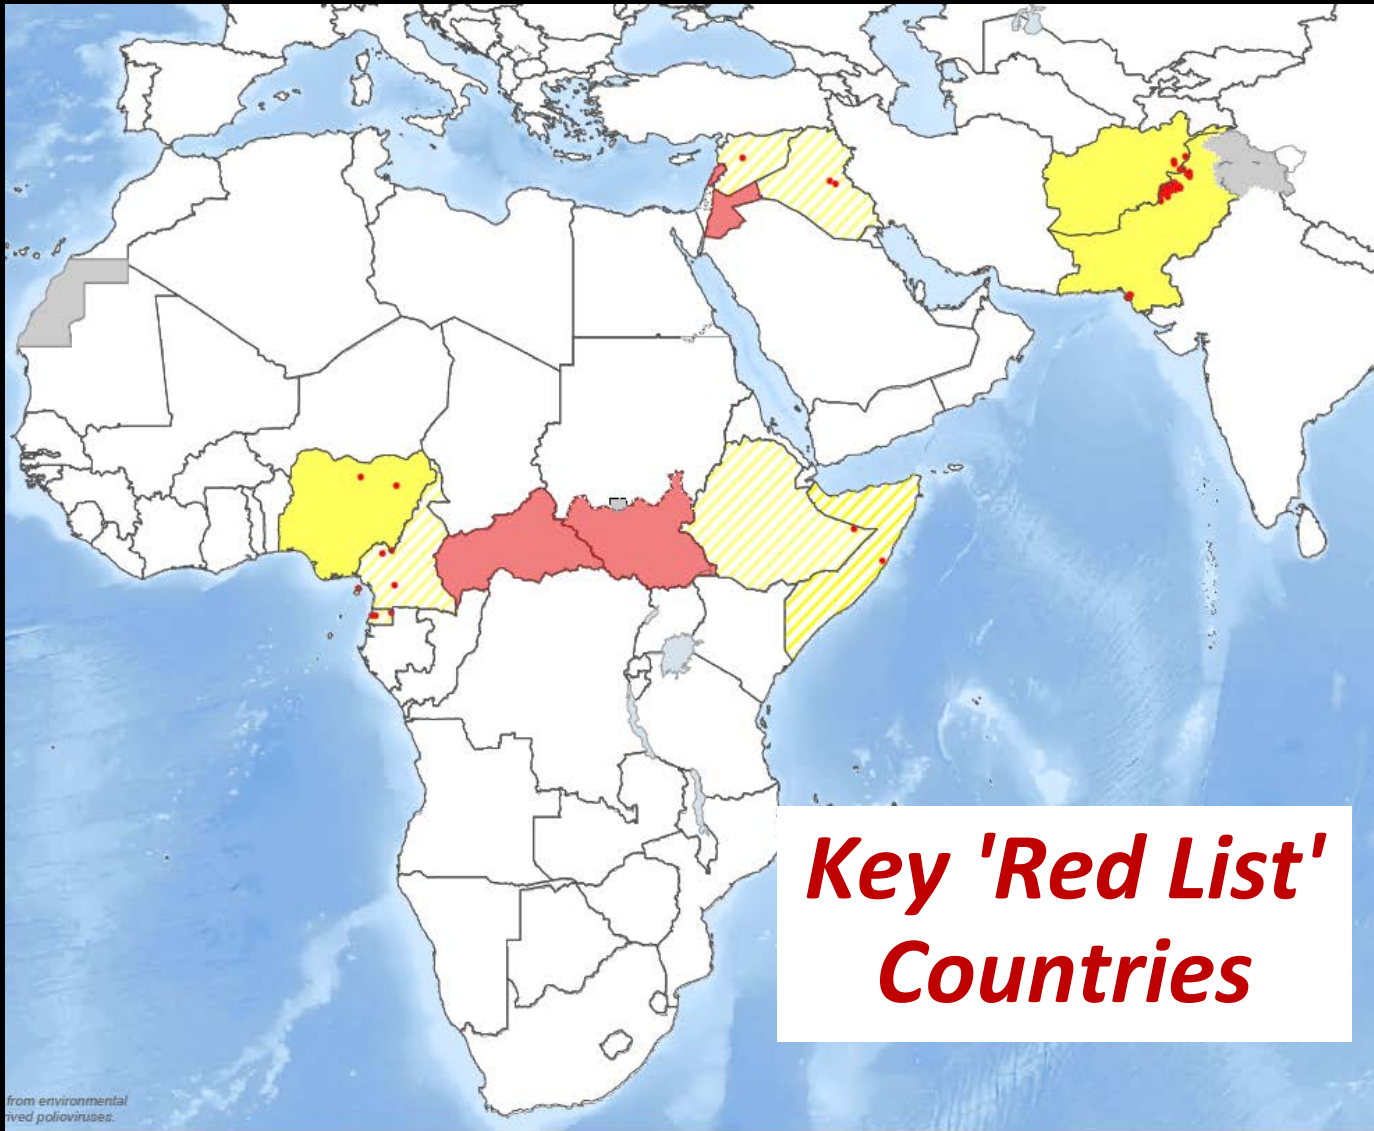 Key 'Red List'
Countries
from environmental
rived polioviruses.